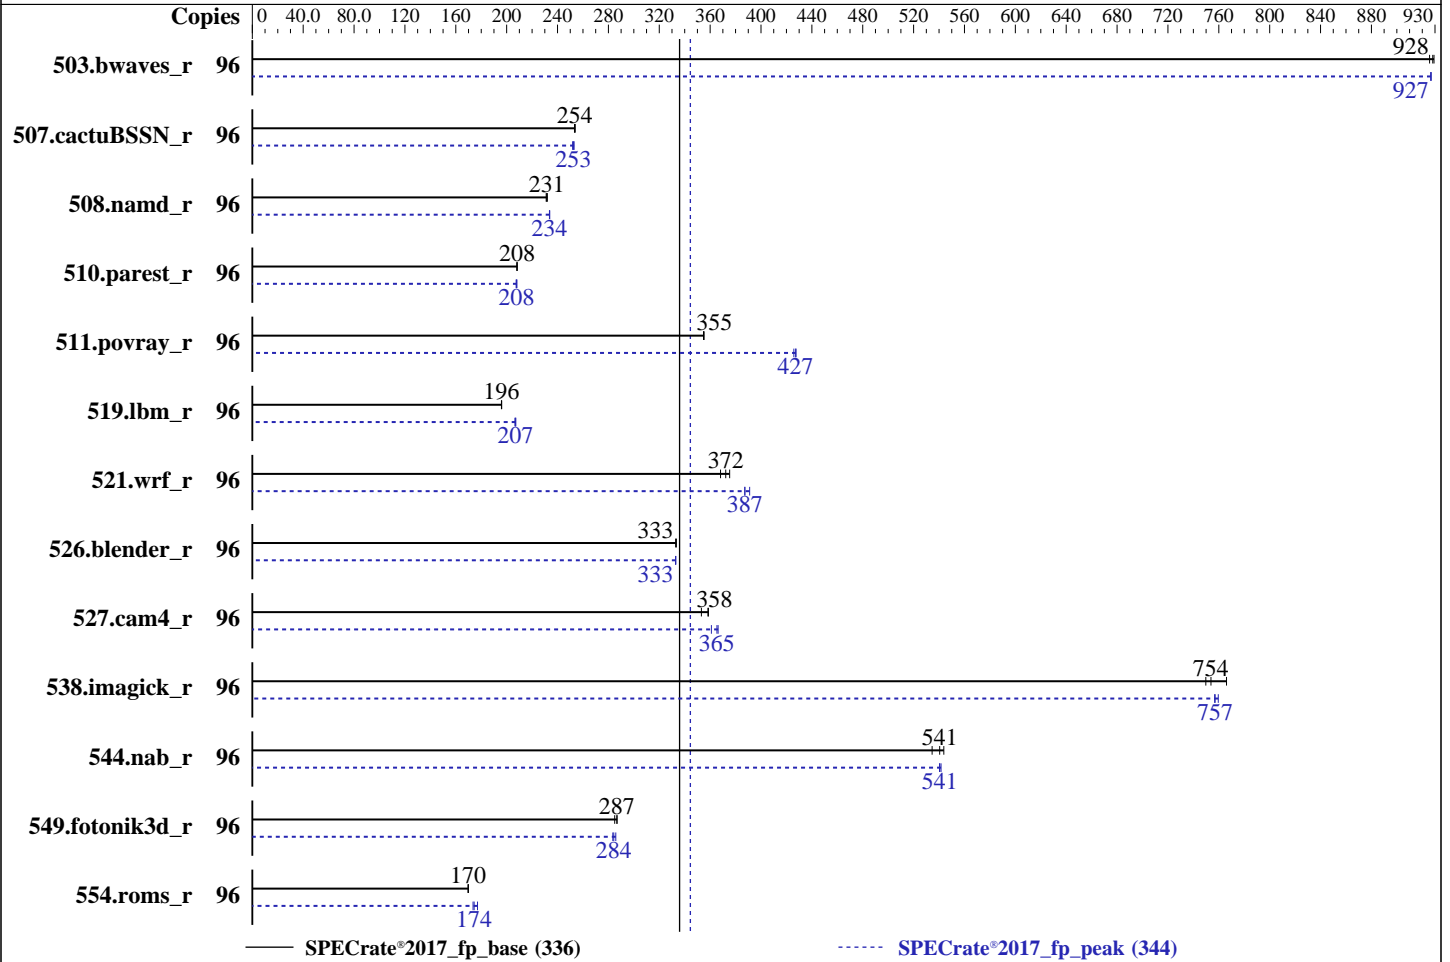 Copies 0 40.0 80.0 120 160 200 240 280 320 360 400 440 480 520 560 600 640 680 720 760 800 840 880 930
928
503.bwaves_r 96
927
254
507.cactuBSSN_r 96
253
231
508.namd_r 96
234
208
510.parest_r 96
208
355
511.povray_r 96
427
196
519.lbm_r 96
207
372
521.wrf_r 96
387
333
526.blender_r 96
333
358
527.cam4_r 96
365
754
538.imagick_r 96
757
541
544.nab_r 96
541
287
549.fotonik3d_r 96
284
170
554.roms_r 96
174
SPECrate®2017_fp_base (336) SPECrate®2017_fp_peak (344)